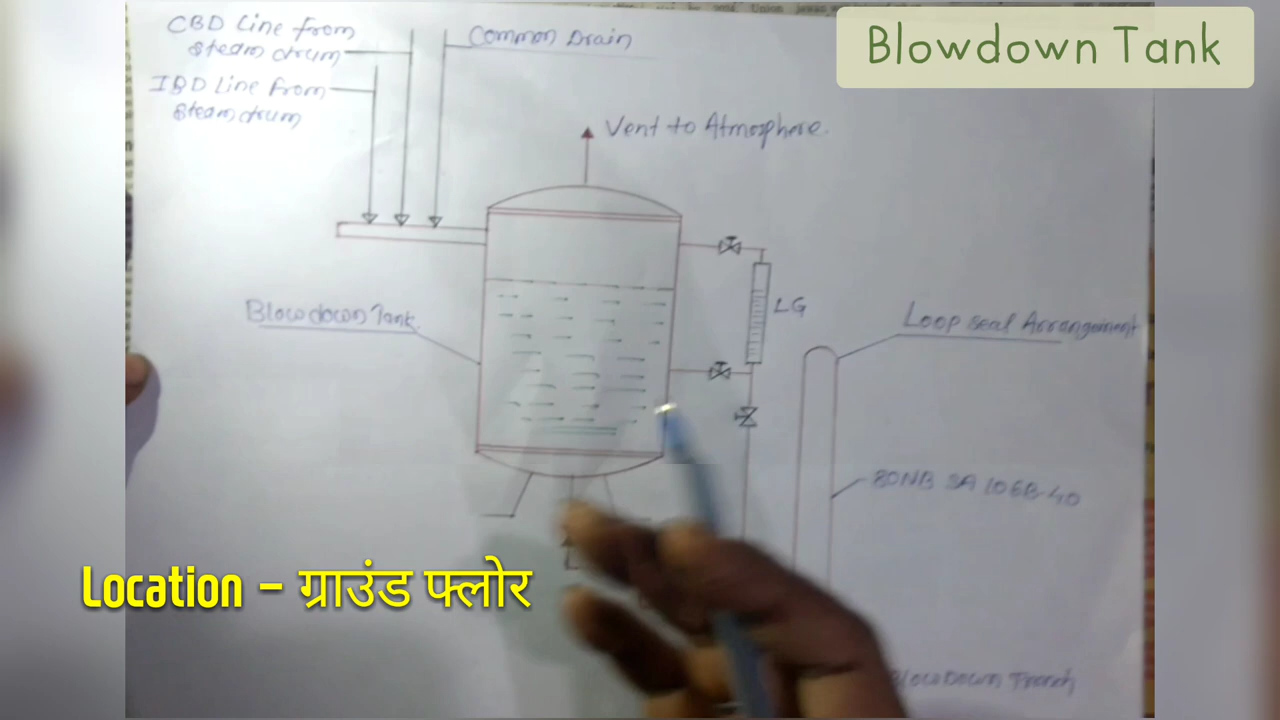 CBD Line from
Steam drum
Common Drain
IBD Line from
Steam drum
Blowdown Tank
Vent to Atmosphere.
Blowdown Tank.
LG
Loop seal Arrangement
80NB SA 106B-40
Location - ग्राउंड फ्लोर
BlowDown Trench